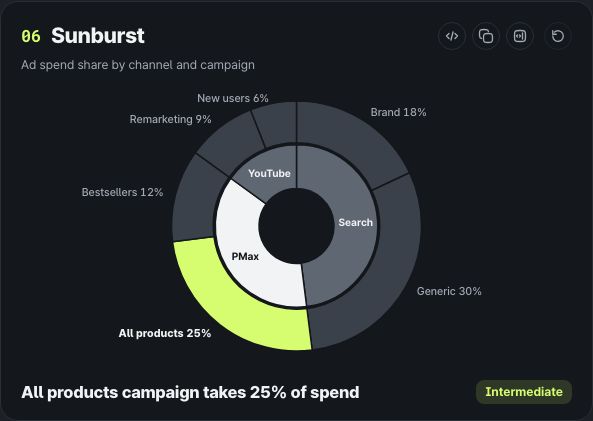 06 Sunburst
Ad spend share by channel and campaign
New users 6%
Brand 18%
Remarketing 9%
YouTube
Bestsellers 12%
Search
PMax
Generic 30%
All products 25%
All products campaign takes 25% of spend
Intermediate